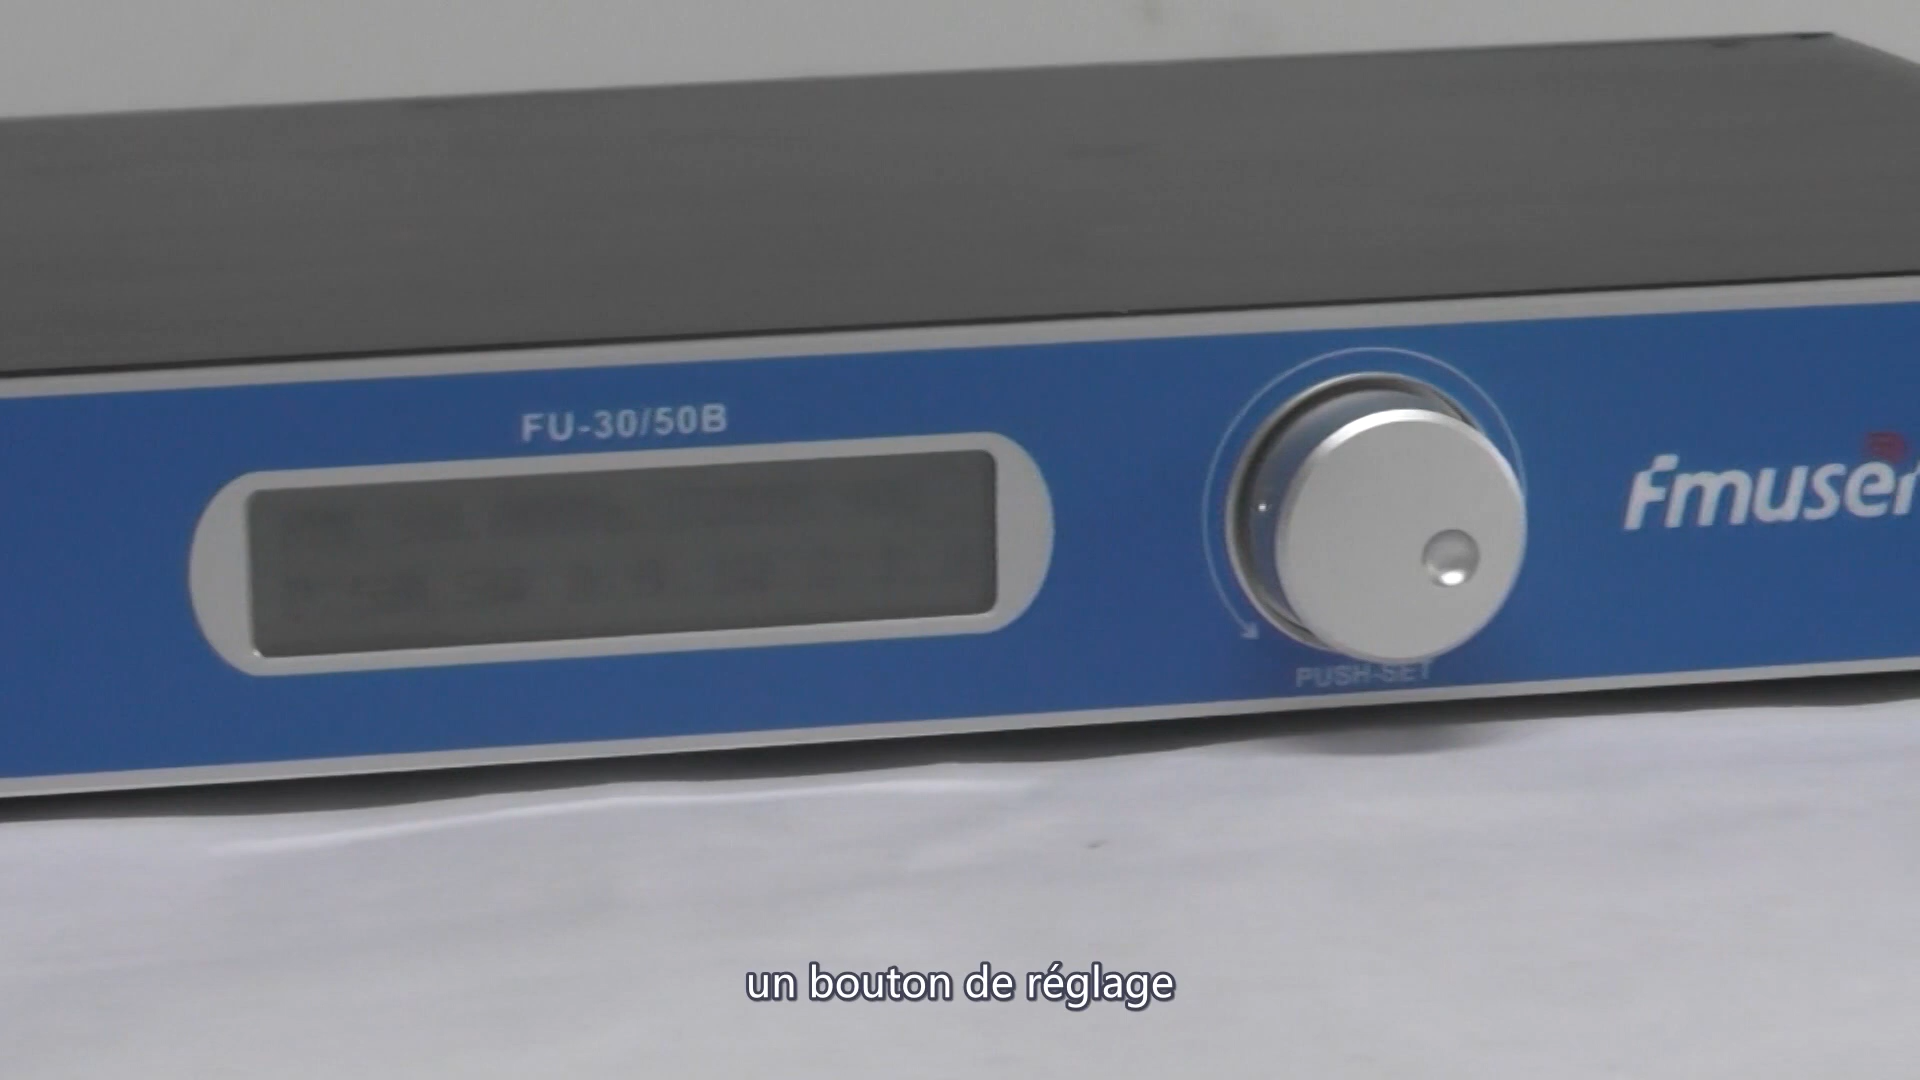 FU-30/50B
Fmuser
PUSH-SET
un bouton de réglage